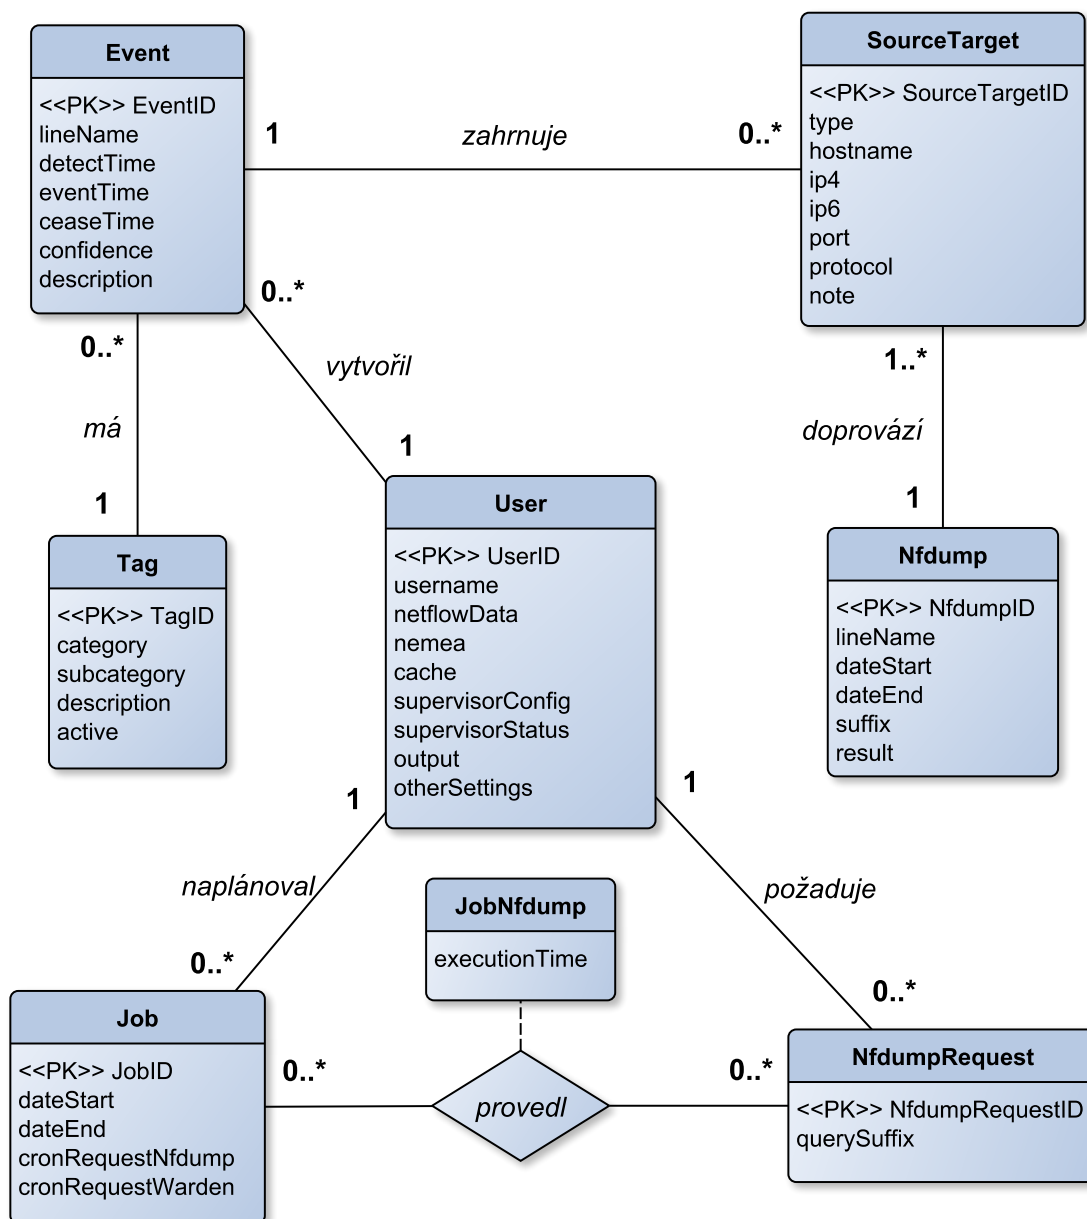 Event
<<PK>> EventID
lineName
detectTime
eventTime
ceaseTime
confidence
description
SourceTarget
<<PK>> SourceTargetID
type
hostname
ip4
ip6
port
protocol
note
1
zahrnuje
0..*
0..*
má
1
0..*
vytvořil
1
1..*
doprovází
1
Tag
<<PK>> TagID
category
subcategory
description
active
User
<<PK>> UserID
username
netflowData
nemea
cache
supervisorConfig
supervisorStatus
output
otherSettings
Nfdump
<<PK>> NfdumpID
lineName
dateStart
dateEnd
suffix
result
1
naplánoval
0..*
1
požaduje
0..*
JobNfdump
executionTime
Job
<<PK>> JobID
dateStart
dateEnd
cronRequestNfdump
cronRequestWarden
0..*
provedl
0..*
NfdumpRequest
<<PK>> NfdumpRequestID
querySuffix